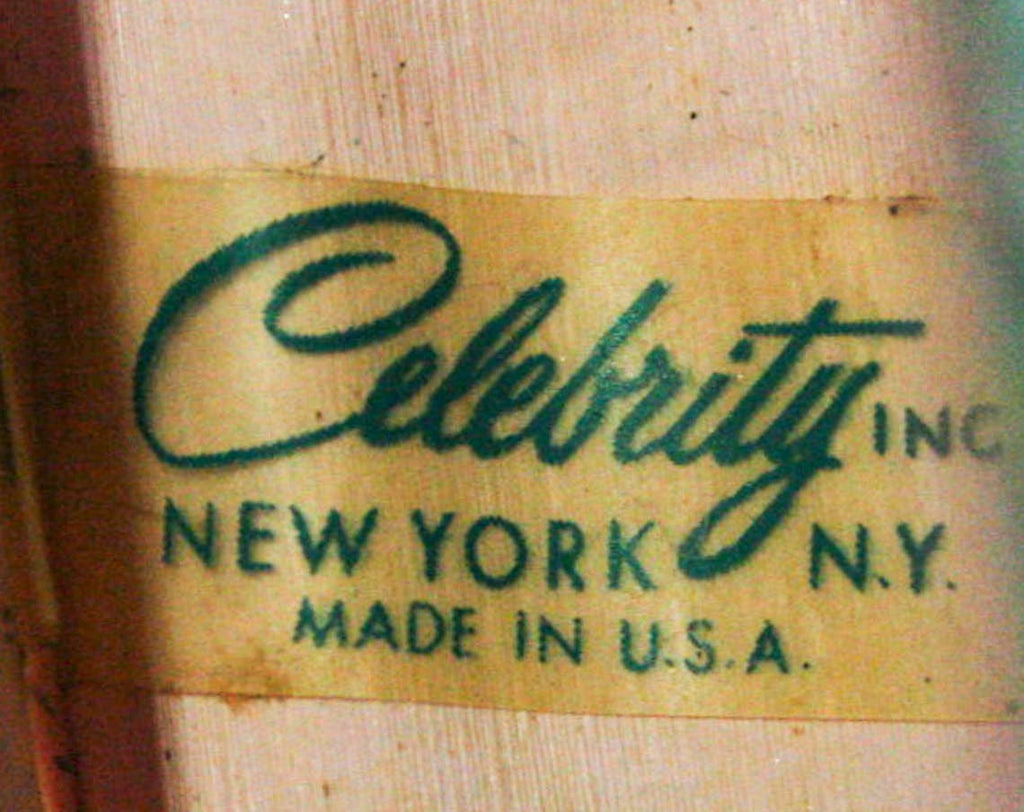 Celebrity INC
NEW YORK N.Y.
MADE IN U.S.A.